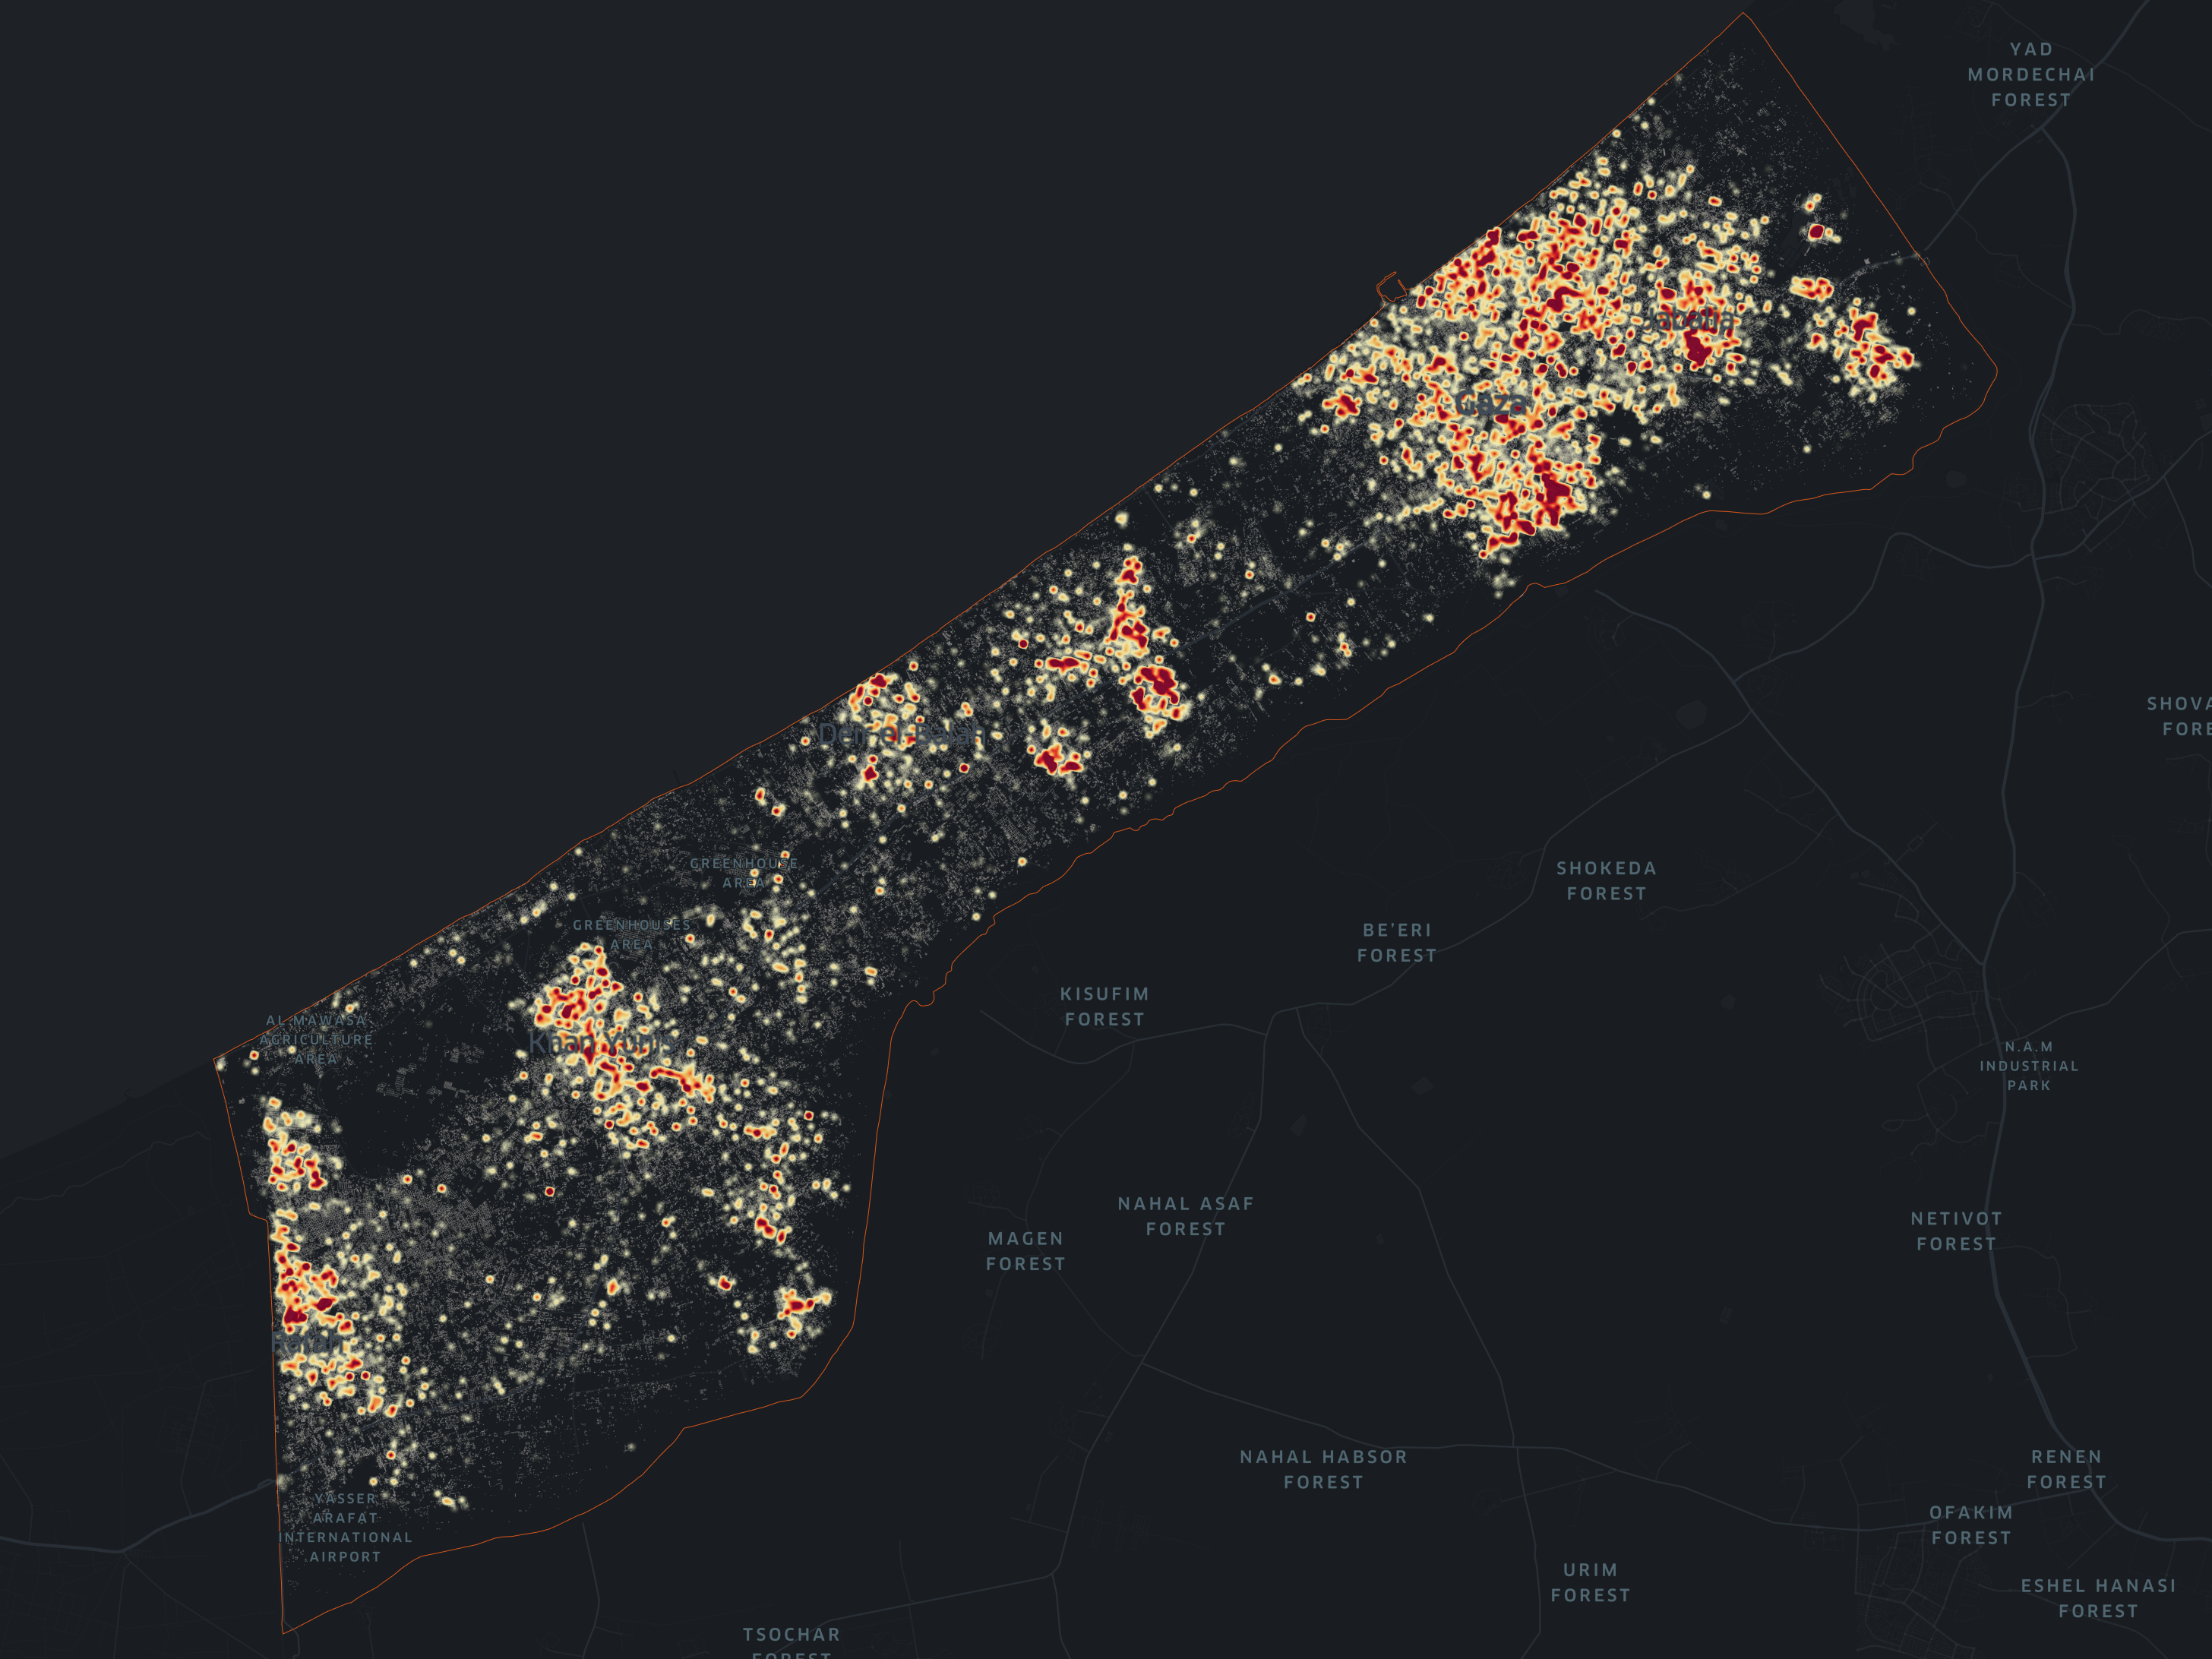 YAD
MORDECHAI
FOREST
Jabalia
Gaza
SHOVA
FORE
Deir el-Balah
GREENHOUSE
AREA
SHOKEDA
FOREST
GREENHOUSES
AREA
BE'ERI
FOREST
KISUFIM
FOREST
AL MAWASA
AGRICULTURE
AREA
Khan Yunis
N.A.M
INDUSTRIAL
PARK
NAHAL ASAF
FOREST
MAGEN
FOREST
NETIVOT
FOREST
NAHAL HABSOR
FOREST
RENEN
FOREST
YASSER
ARAFAT
INTERNATIONAL
AIRPORT
OFAKIM
FOREST
URIM
FOREST
ESHEL HANASI
FOREST
TSOCHAR
FOREST